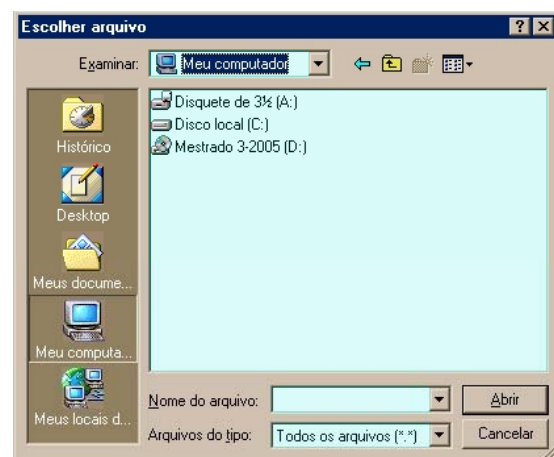 Escolher arquivo
Examinar:
Meu computador
Disquete de 3½ (A:)
Disco local (C:)
Mestrado 3-2005 (D:)
Histórico
Desktop
Meus docume...
Meu computa...
Meus locais d...
Nome do arquivo:
Abrir
Arquivos do tipo:
Todos os arquivos (*.*)
Cancelar